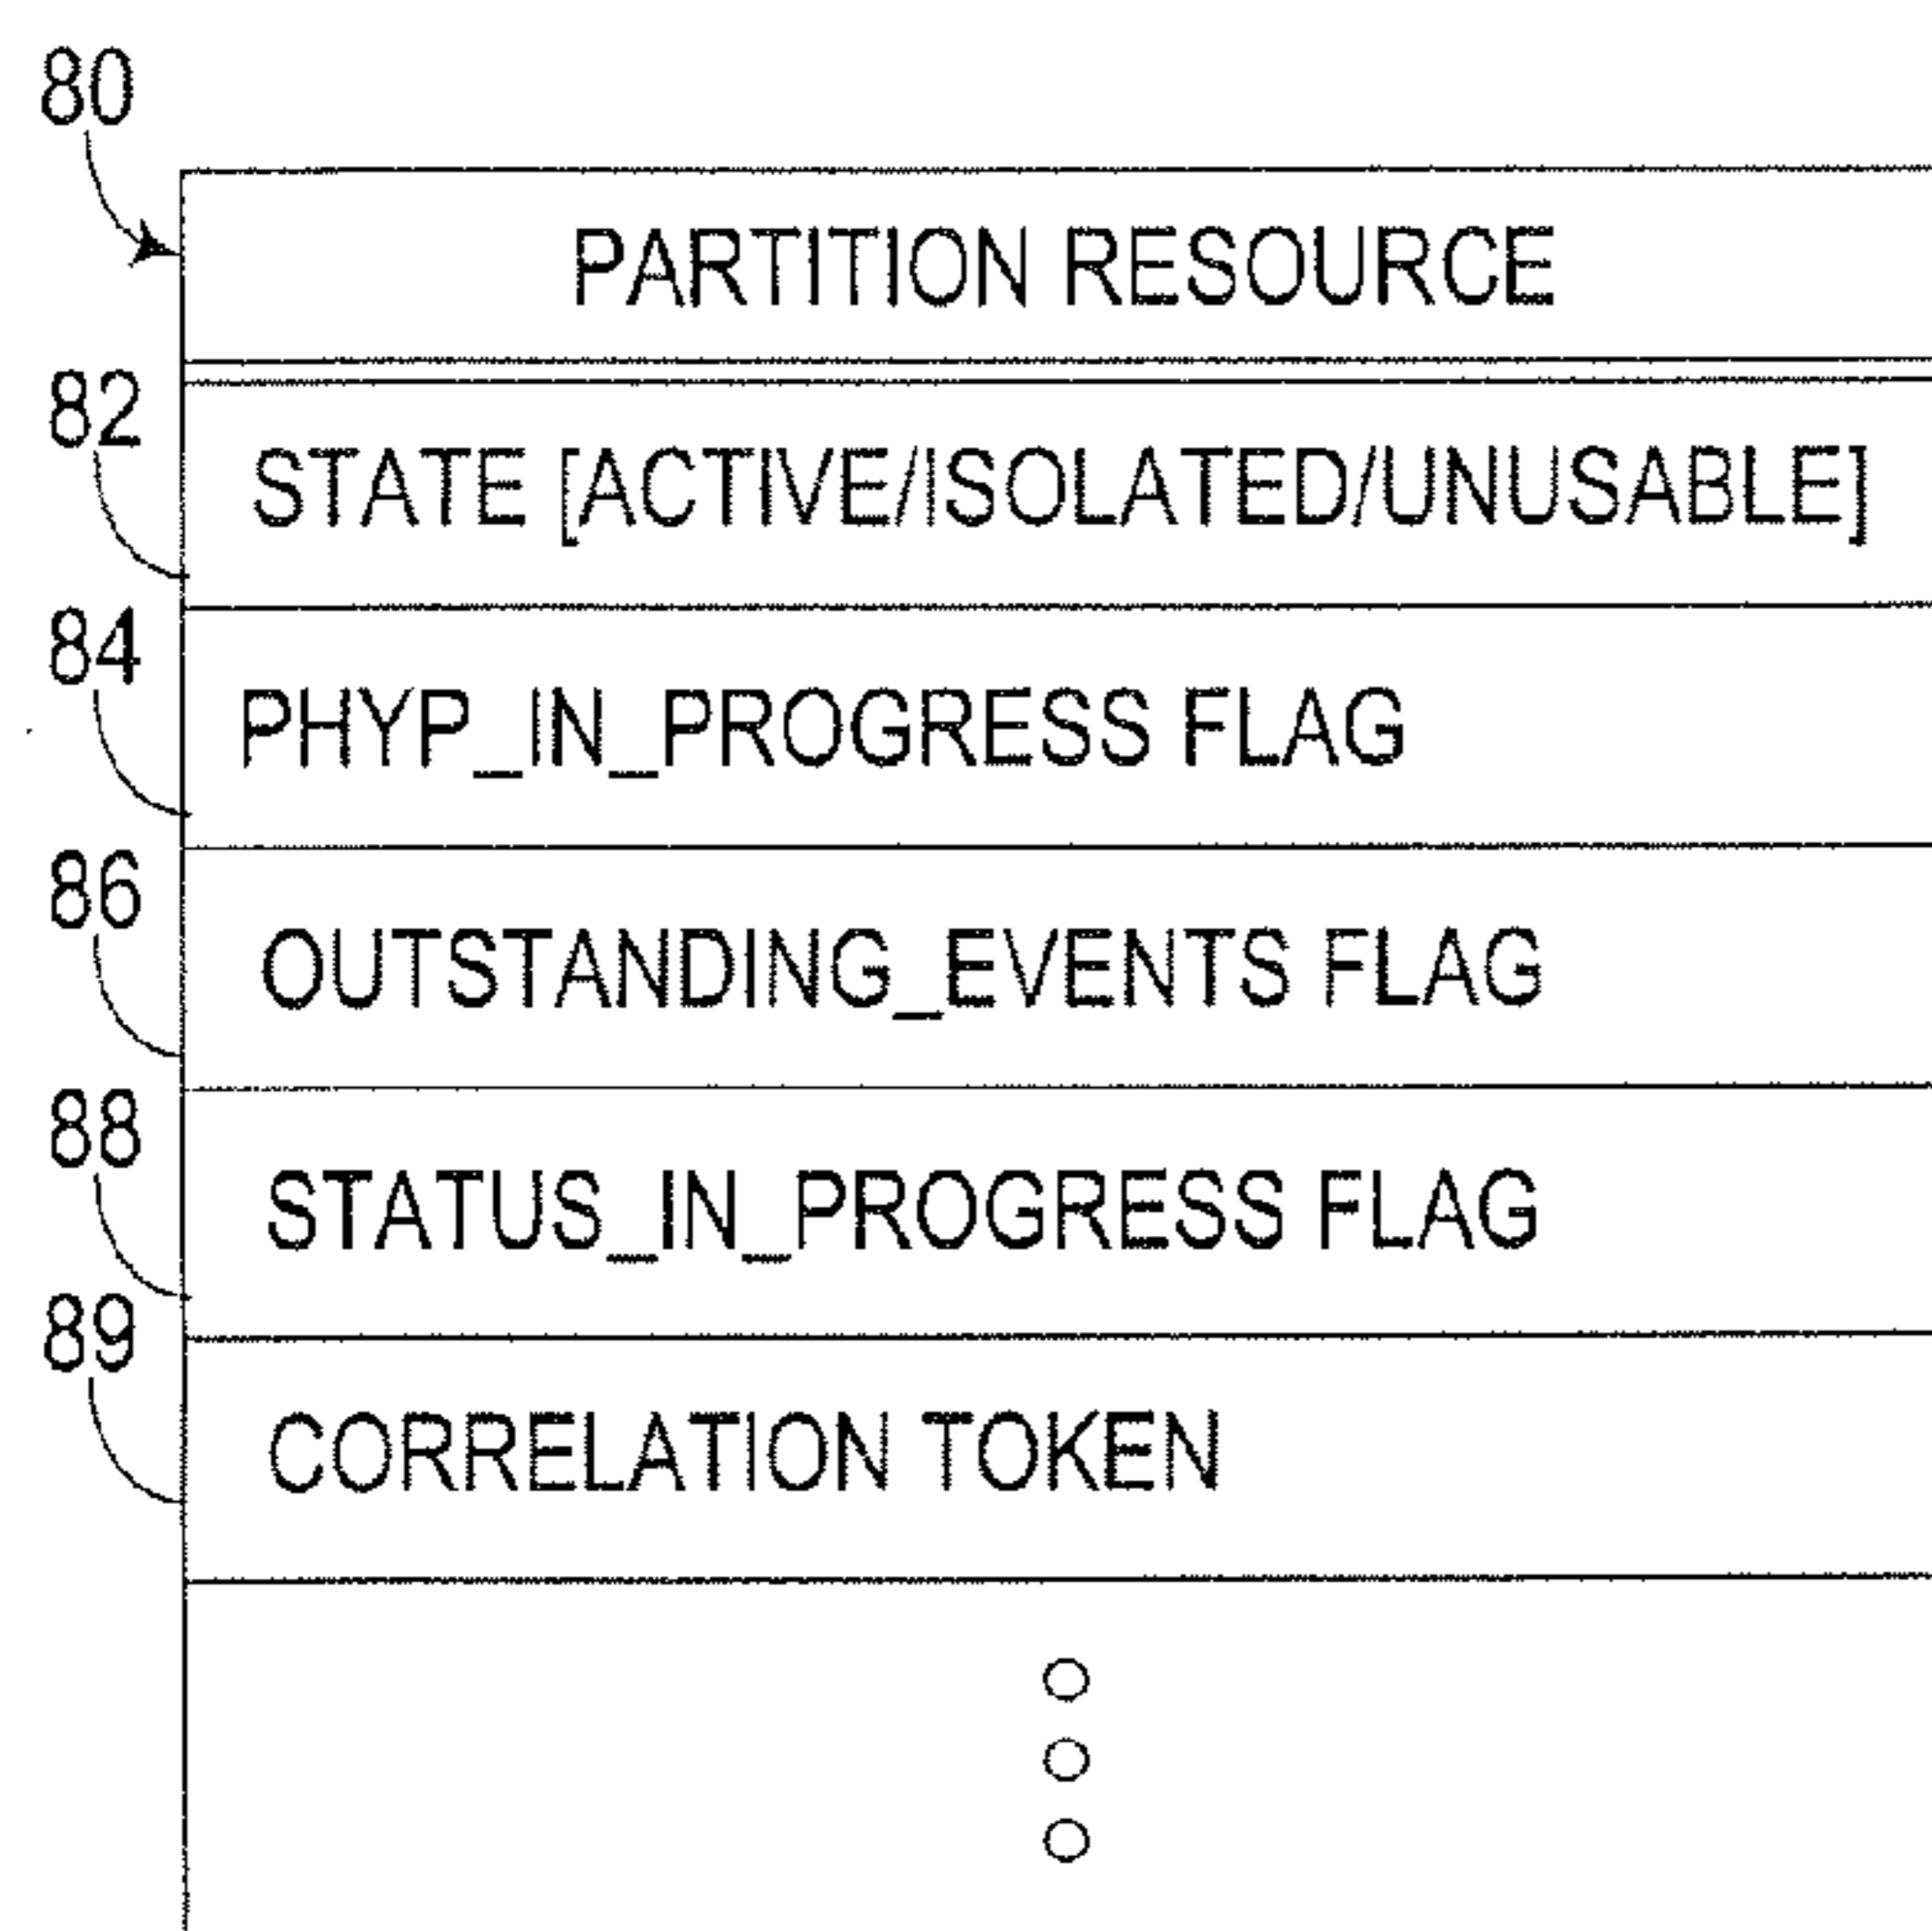 80
PARTITION RESOURCE
82
STATE [ACTIVE/ISOLATED/UNUSABLE]
84
PHYP_IN_PROGRESS FLAG
86
OUTSTANDING_EVENTS FLAG
88
STATUS_IN_PROGRESS FLAG
89
CORRELATION TOKEN